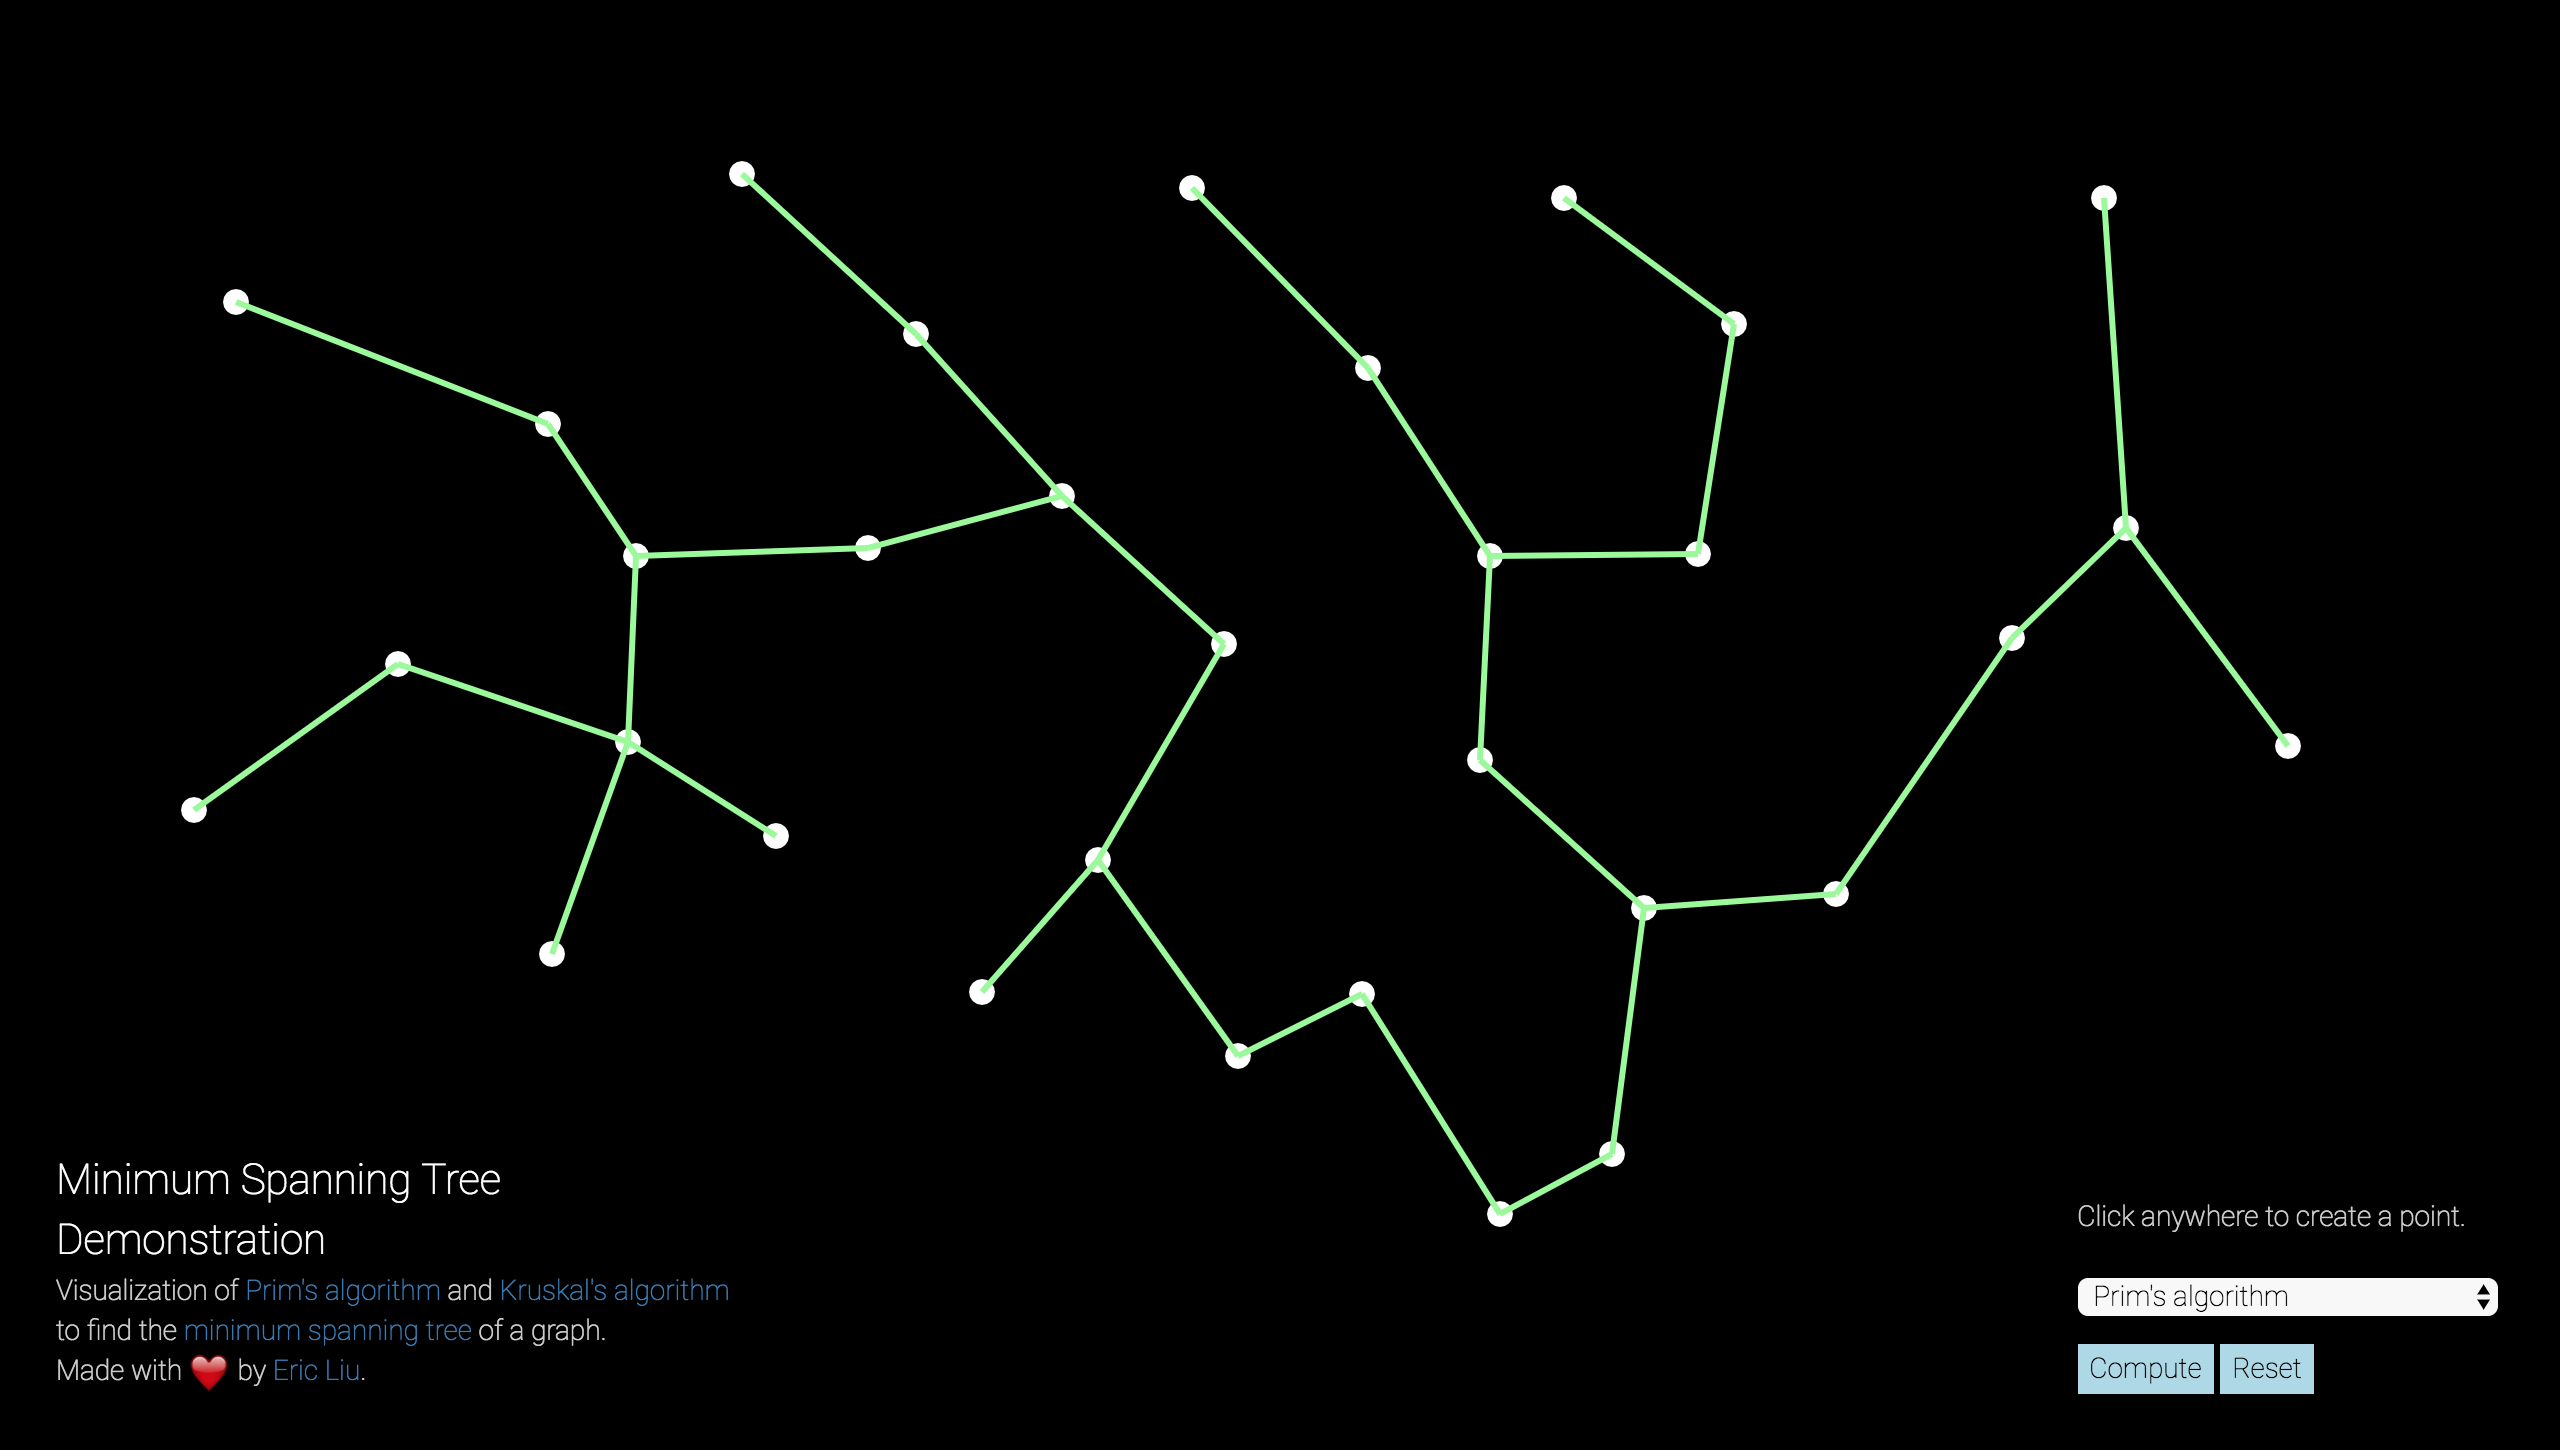 Minimum Spanning Tree
Demonstration
Visualization of Prim's algorithm and Kruskal's algorithm
to find the minimum spanning tree of a graph.
Made with ❤️ by Eric Liu.
Click anywhere to create a point.
Prim's algorithm
Compute Reset